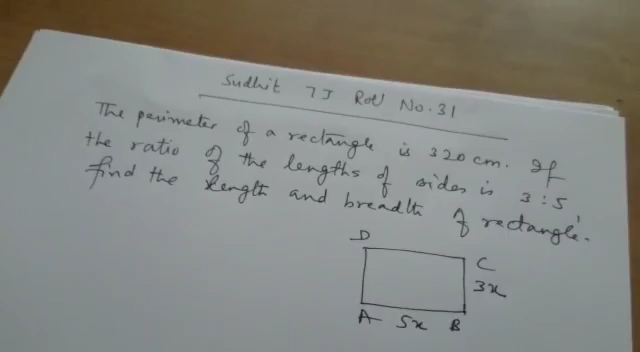 Sudhit 7J Roll No. 31
The perimeter of a rectangle is 320 cm. If
the ratio of the lengths of sides is 3:5,
find the length and breadth of rectangle.
D
C
3x
A 5x B